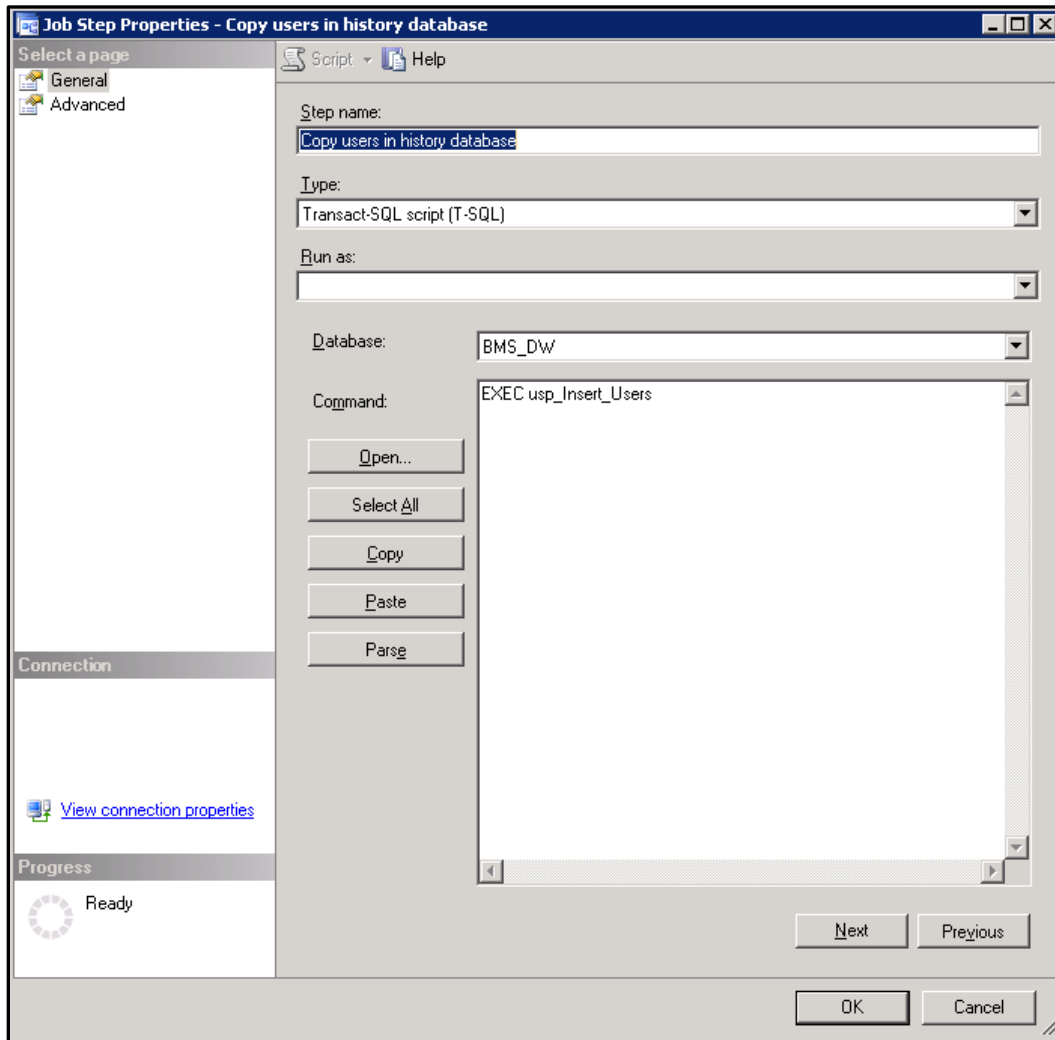 Job Step Properties - Copy users in history database
Select a page
General
Advanced
Script
Help
Step name:
Copy users in history database
Type:
Transact-SQL script (T-SQL)
Run as:
Database:
BMS_DW
Command:
EXEC usp_Insert_Users
Open...
Select All
Copy
Paste
Parse
Connection
View connection properties
Progress
Ready
Next
Previous
OK
Cancel